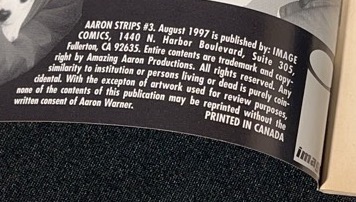 AARON STRIPS #3. August 1997 is published by: IMAGE
COMICS, 1440 N. Harbor Boulevard, Suite 305,
Fullerton, CA 92635. Entire contents are trademark and copy-
right by Amazing Aaron Productions. All rights reserved. Any
similarity to institution or persons living or dead is purely coin-
cidental. With the excepton of artwork used for review purposes,
none of the contents of this publication may be reprinted without the
written consent of Aaron Warner.
PRINTED IN CANADA